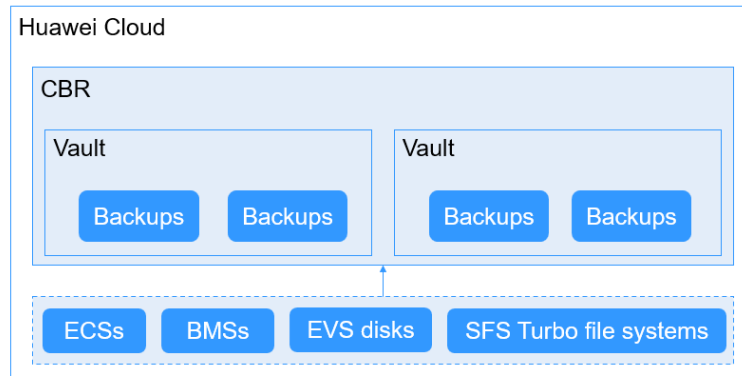 Huawei Cloud
CBR
Vault
Vault
Backups
Backups
Backups
Backups
ECSs
BMSs
EVS disks
SFS Turbo file systems